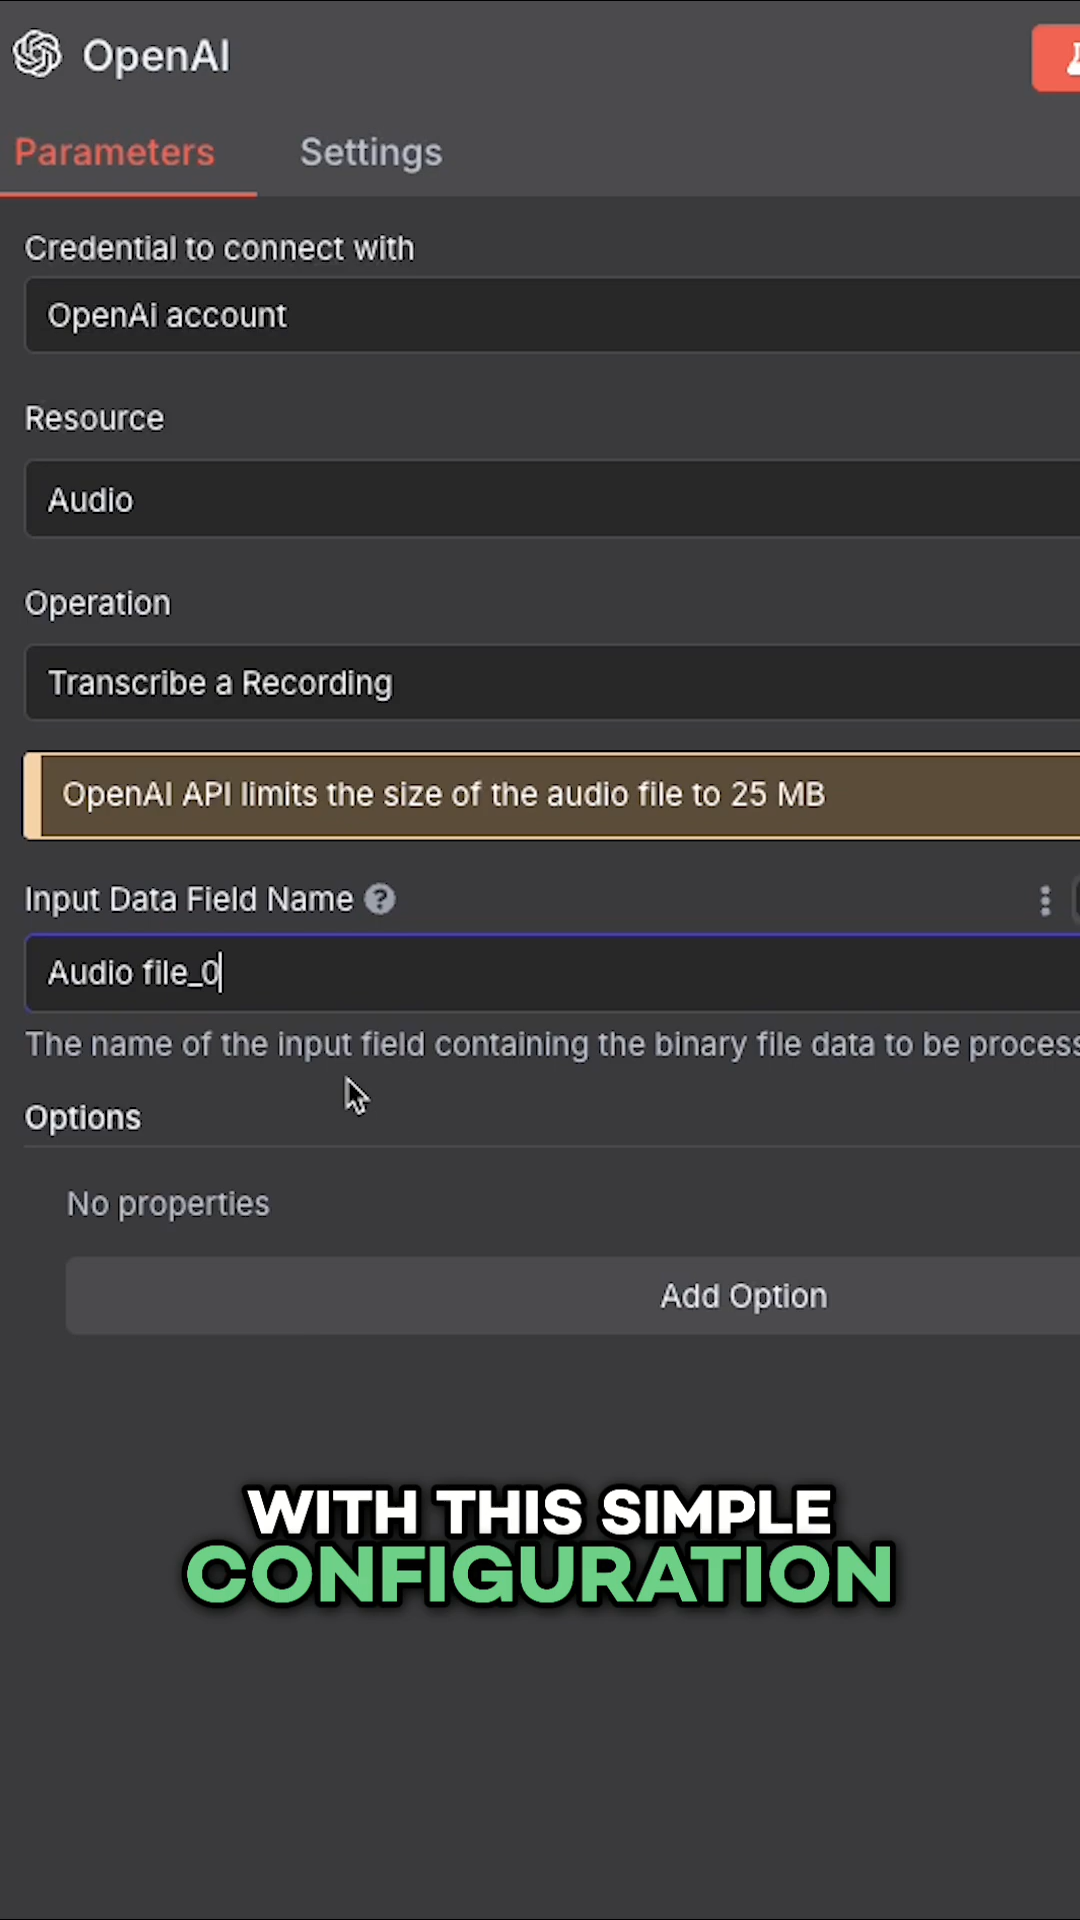 OpenAI
Parameters Settings
Credential to connect with
OpenAi account
Resource
Audio
Operation
Transcribe a Recording
OpenAI API limits the size of the audio file to 25 MB
Input Data Field Name ?
Audio file_0
The name of the input field containing the binary file data to be process
Options
No properties
Add Option
WITH THIS SIMPLE
CONFIGURATION